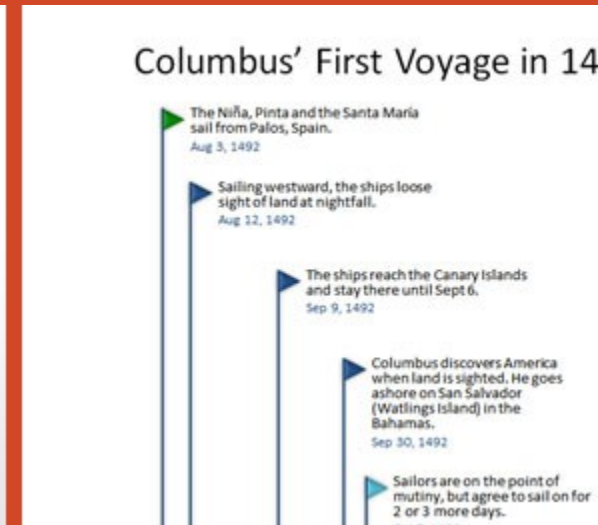 Columbus’ First Voyage in 14
The Niña, Pinta and the Santa María
sail from Palos, Spain.
Aug 3, 1492
Sailing westward, the ships loose
sight of land at nightfall.
Aug 12, 1492
The ships reach the Canary Islands
and stay there until Sept 6.
Sep 9, 1492
Columbus discovers America
when land is sighted. He goes
ashore on San Salvador
(Watlings Island) in the
Bahamas.
Sep 30, 1492
Sailors are on the point of
mutiny, but agree to sail on for
2 or 3 more days.